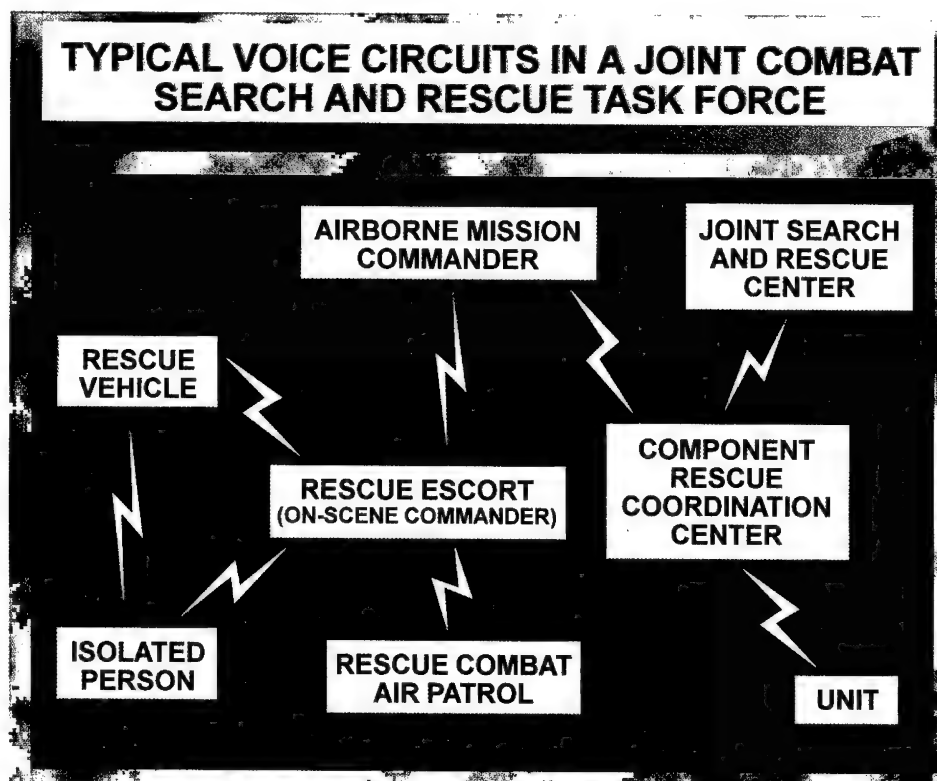 TYPICAL VOICE CIRCUITS IN A JOINT COMBAT
SEARCH AND RESCUE TASK FORCE
AIRBORNE MISSION
COMMANDER
JOINT SEARCH
AND RESCUE
CENTER
RESCUE
VEHICLE
COMPONENT
RESCUE
COORDINATION
CENTER
RESCUE ESCORT
(ON-SCENE COMMANDER)
ISOLATED
PERSON
RESCUE COMBAT
AIR PATROL
UNIT